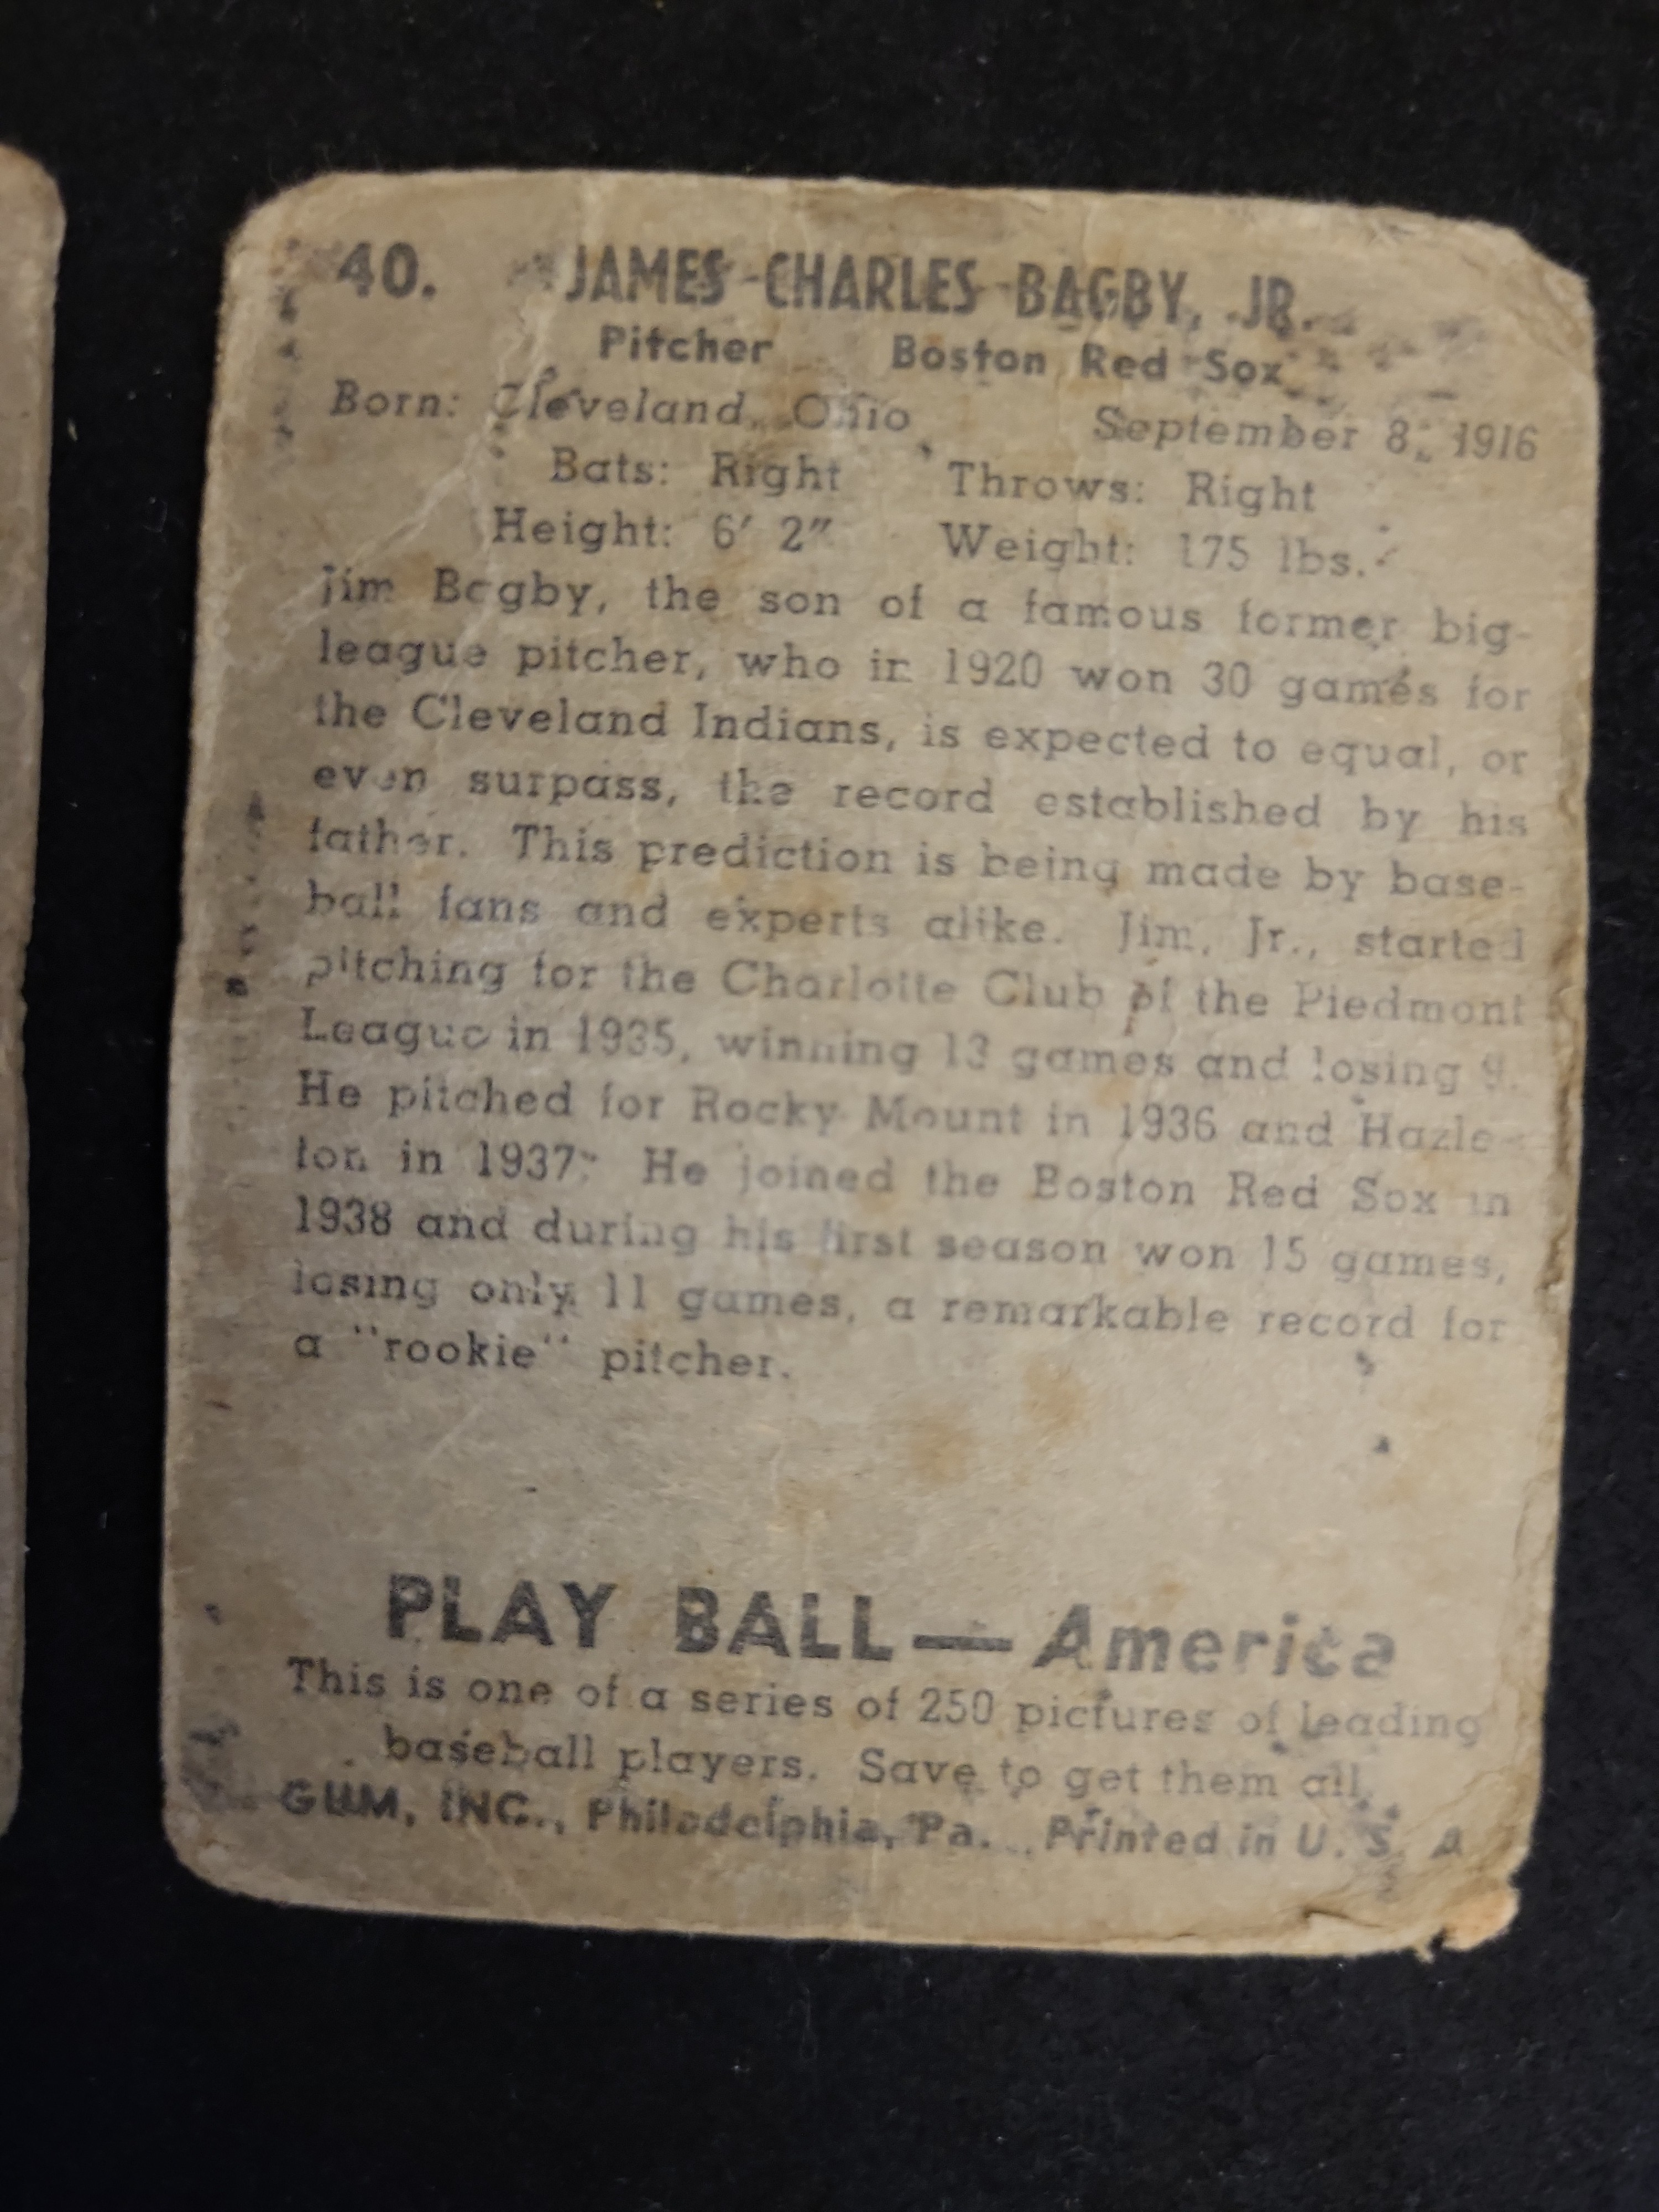 40. JAMES CHARLES BAGBY, JR.
Pitcher Boston Red Sox
Born: Cleveland, Ohio September 8, 1916
Bats: Right Throws: Right
Height: 6' 2" Weight: 175 lbs.
Jim Bagby, the son of a famous former big-
league pitcher, who in 1920 won 30 games for
the Cleveland Indians, is expected to equal, or
even surpass, the record established by his
father. This prediction is being made by base-
ball fans and experts alike. Jim, Jr., started
pitching for the Charlotte Club of the Piedmont
League in 1935, winning 13 games and losing 9.
He pitched for Rocky Mount in 1936 and Hazle-
ton in 1937. He joined the Boston Red Sox in
1938 and during his first season won 15 games,
losing only 11 games, a remarkable record for
a "rookie" pitcher.
PLAY BALL—America
This is one of a series of 250 pictures of leading
baseball players. Save to get them all.
GUM, INC., Philadelphia, Pa. Printed in U. S. A